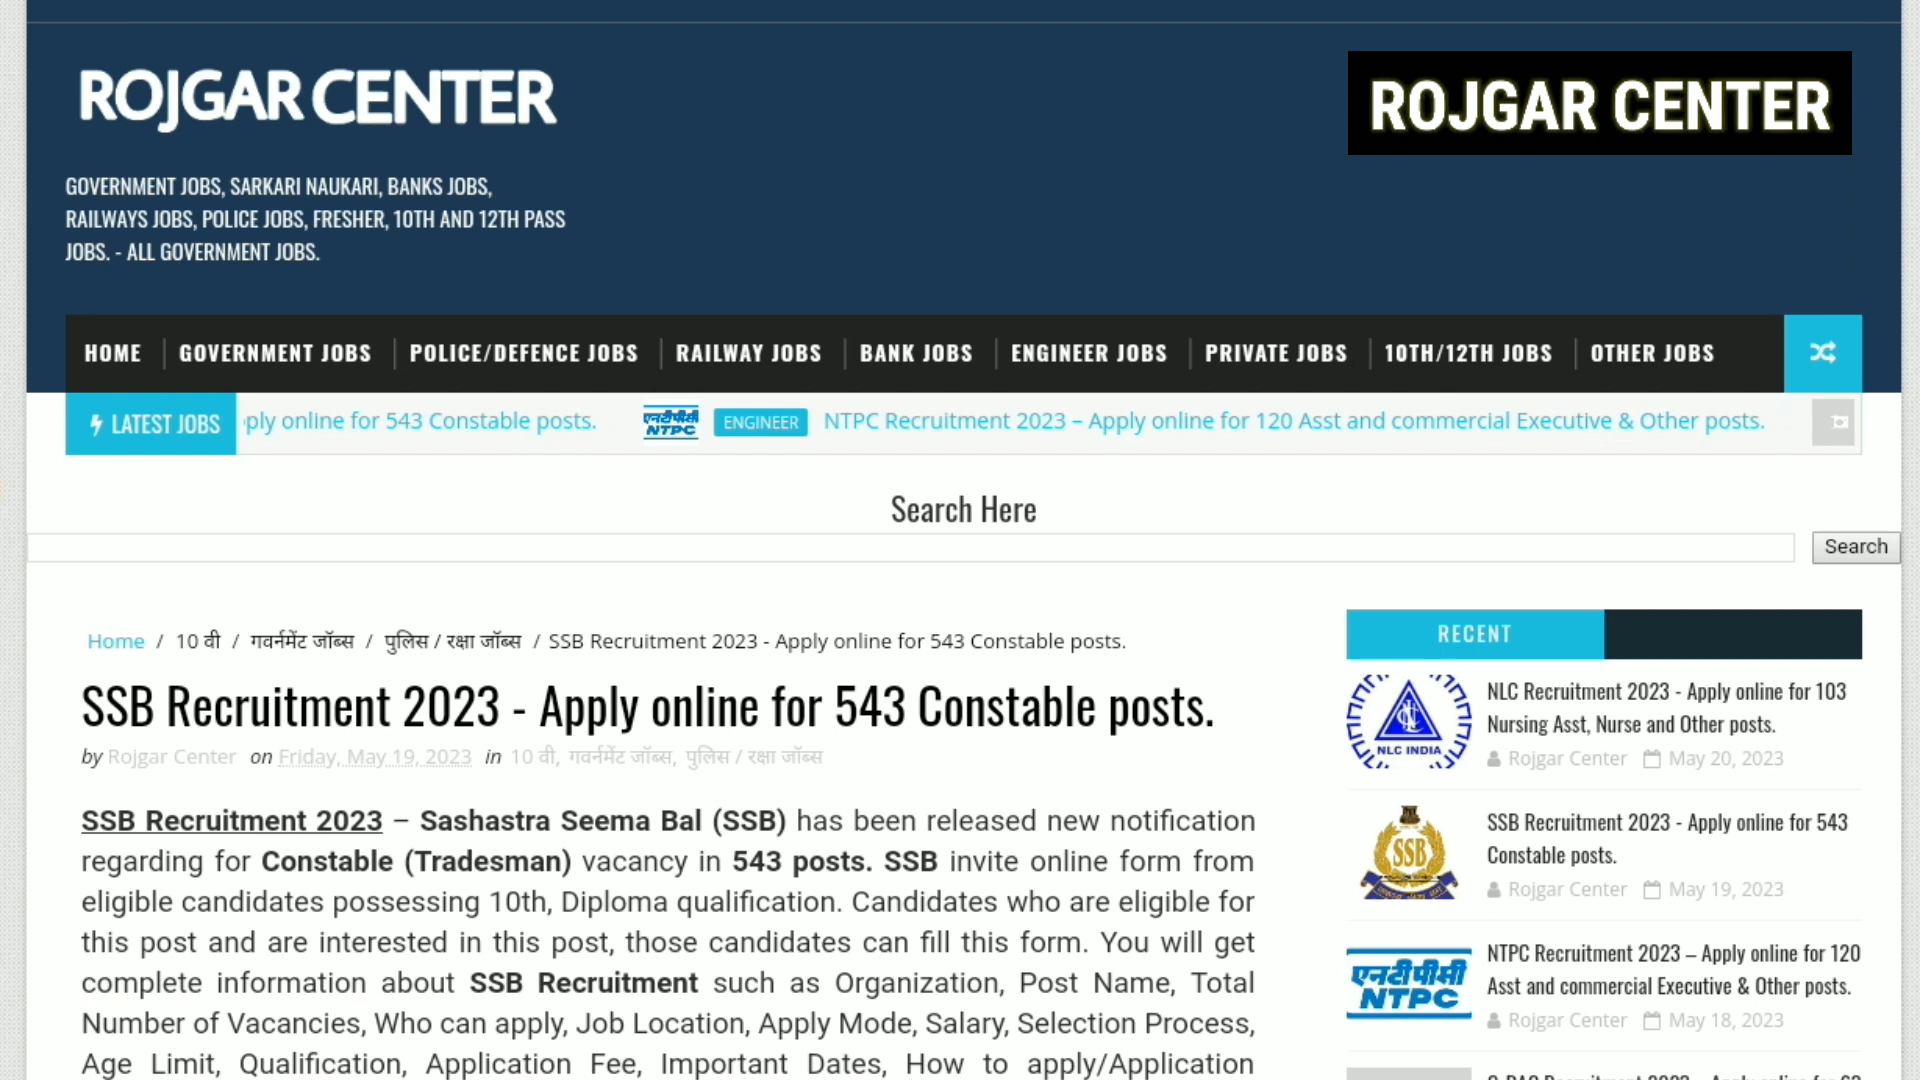 ROJGAR CENTER
ROJGAR CENTER
GOVERNMENT JOBS, SARKARI NAUKARI, BANKS JOBS,
RAILWAYS JOBS, POLICE JOBS, FRESHER, 10TH AND 12TH PASS
JOBS. - ALL GOVERNMENT JOBS.
HOME GOVERNMENT JOBS POLICE/DEFENCE JOBS RAILWAY JOBS BANK JOBS ENGINEER JOBS PRIVATE JOBS 10TH/12TH JOBS OTHER JOBS
LATEST JOBS ply online for 543 Constable posts. एनटीपीसी NTPC ENGINEER NTPC Recruitment 2023 – Apply online for 120 Asst and commercial Executive & Other posts.
Search Here
Search
Home / 10 वी / गवर्नमेंट जॉब्स / पुलिस / रक्षा जॉब्स / SSB Recruitment 2023 - Apply online for 543 Constable posts.
SSB Recruitment 2023 - Apply online for 543 Constable posts.
by Rojgar Center on Friday, May 19, 2023 in 10 वी, गवर्नमेंट जॉब्स, पुलिस / रक्षा जॉब्स
SSB Recruitment 2023 – Sashastra Seema Bal (SSB) has been released new notification
regarding for Constable (Tradesman) vacancy in 543 posts. SSB invite online form from
eligible candidates possessing 10th, Diploma qualification. Candidates who are eligible for
this post and are interested in this post, those candidates can fill this form. You will get
complete information about SSB Recruitment such as Organization, Post Name, Total
Number of Vacancies, Who can apply, Job Location, Apply Mode, Salary, Selection Process,
Age Limit, Qualification, Application Fee, Important Dates, How to apply/Application
RECENT
NLC INDIA
NLC Recruitment 2023 - Apply online for 103
Nursing Asst, Nurse and Other posts.
Rojgar Center May 20, 2023
SSB
SSB Recruitment 2023 - Apply online for 543
Constable posts.
Rojgar Center May 19, 2023
एनटीपीसी
NTPC
NTPC Recruitment 2023 – Apply online for 120
Asst and commercial Executive & Other posts.
Rojgar Center May 18, 2023